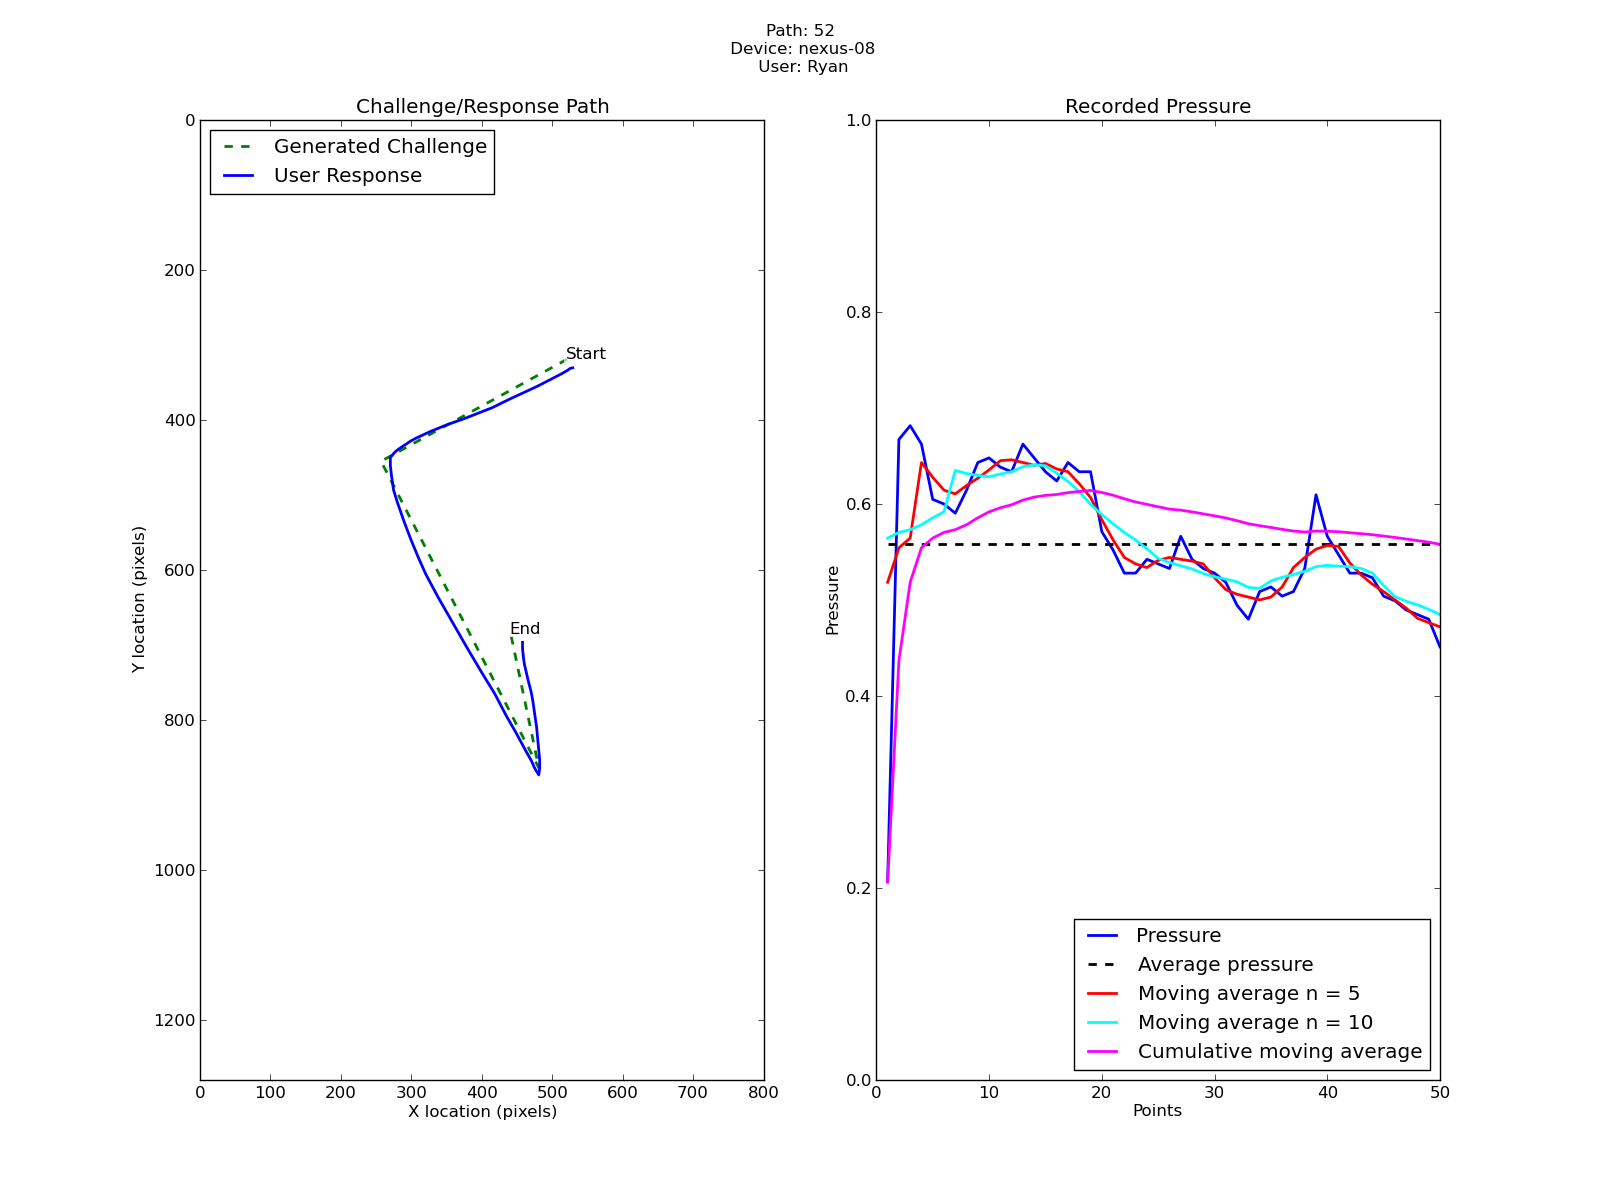 Path: 52
Device: nexus-08
User: Ryan
Challenge/Response Path
Generated Challenge
User Response
Start
End
0
200
400
600
800
1000
1200
Y location (pixels)
0 100 200 300 400 500 600 700 800
X location (pixels)
Recorded Pressure
1.0
0.8
0.6
0.4
0.2
0.0
Pressure
Pressure
Average pressure
Moving average n = 5
Moving average n = 10
Cumulative moving average
0 10 20 30 40 50
Points